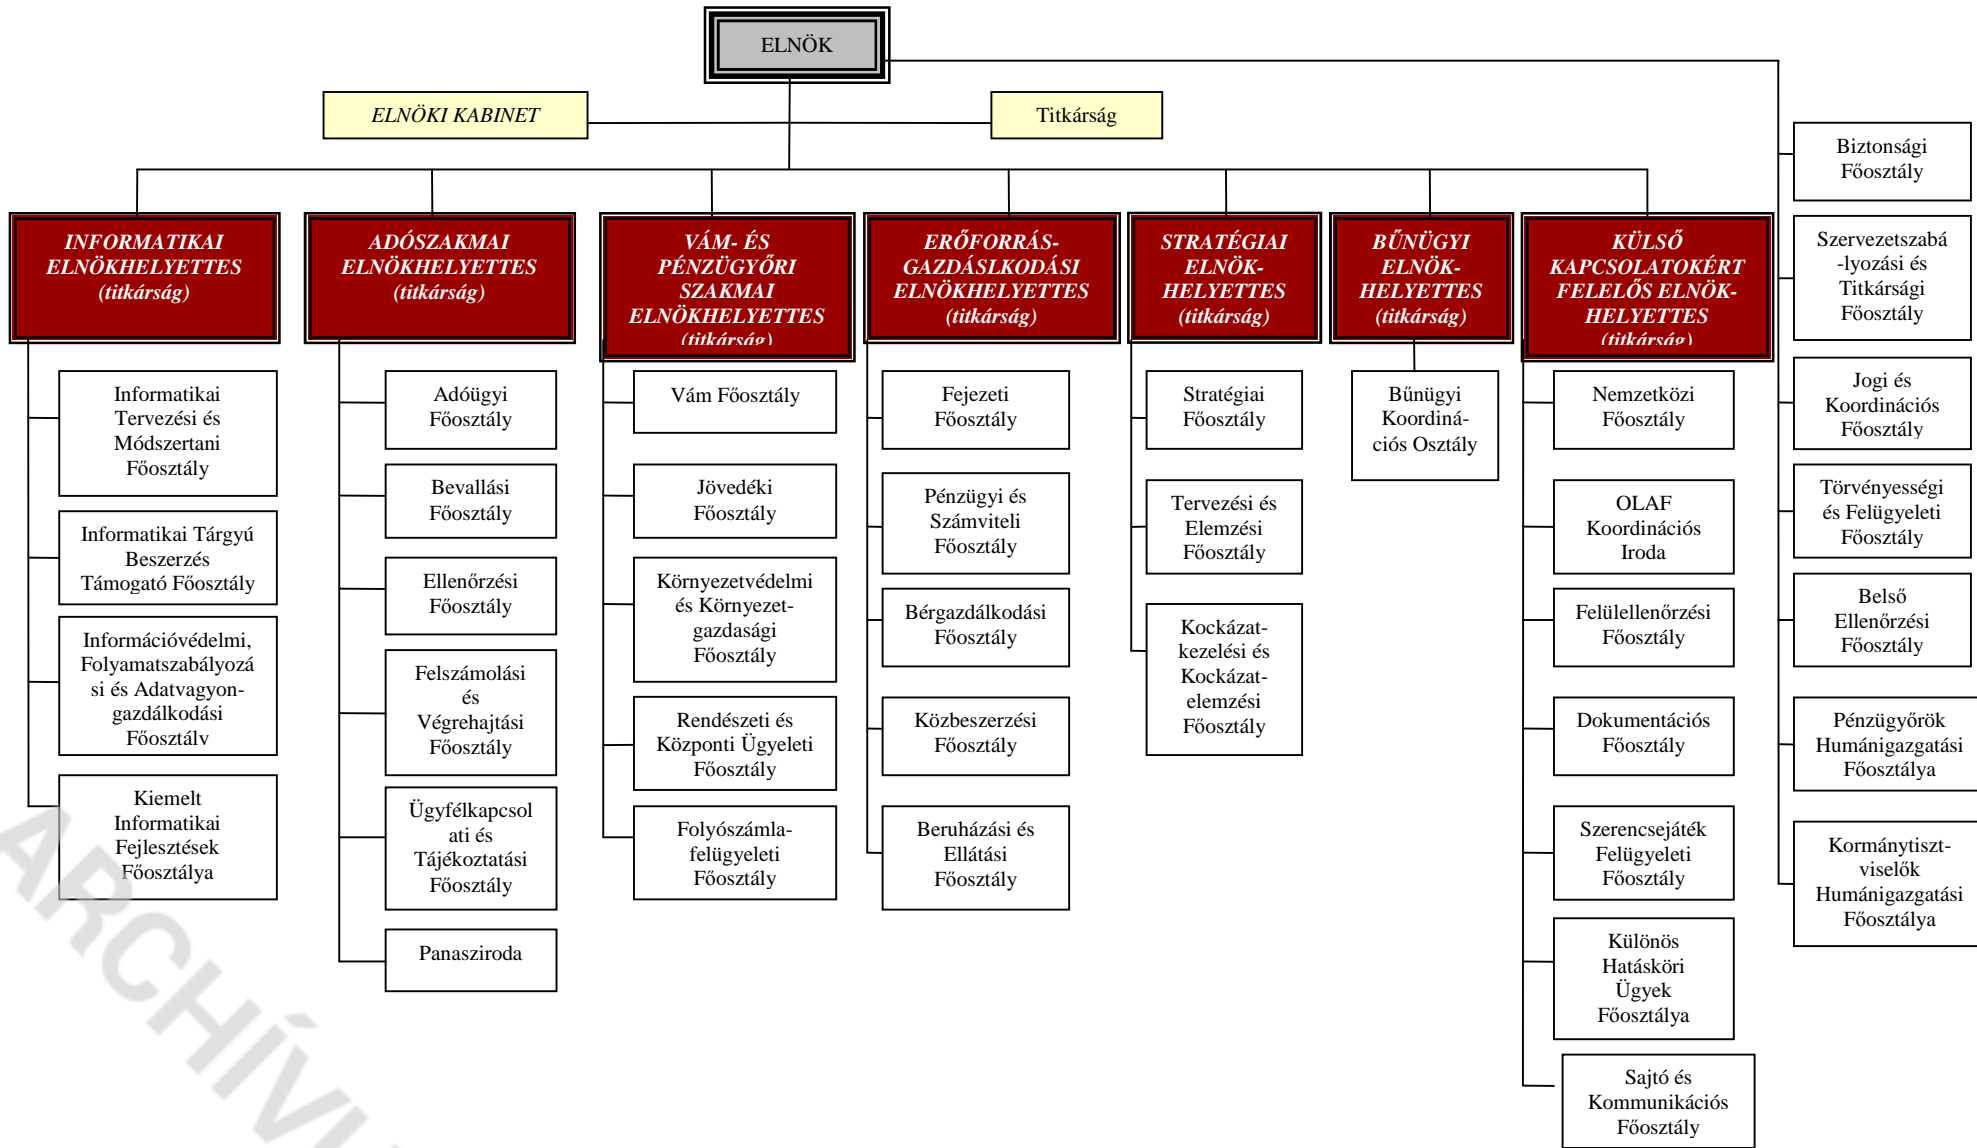 ELNÖK
ELNÖKI KABINET
Titkárság
INFORMATIKAI
ELNÖKHELYETTES
(titkárság)
ADÓSZAKMAI
ELNÖKHELYETTES
(titkárság)
VÁM- ÉS
PÉNZÜGYŐRI
SZAKMAI
ELNÖKHELYETTES
(titkárság)
ERŐFORRÁS-
GAZDÁSLKODÁSI
ELNÖKHELYETTES
(titkárság)
STRATÉGIAI
ELNÖK-
HELYETTES
(titkárság)
BŰNÜGYI
ELNÖK-
HELYETTES
(titkárság)
KÜLSŐ
KAPCSOLATOKÉRT
FELELŐS ELNÖK-
HELYETTES
(titkárság)
Informatikai
Tervezési és
Módszertani
Főosztály
Informatikai Tárgyú
Beszerzés
Támogató Főosztály
Információvédelmi,
Folyamatszabályozá
si és Adatvagyon-
gazdálkodási
Főosztály
Kiemelt
Informatikai
Fejlesztések
Főosztálya
Adóügyi
Főosztály
Bevallási
Főosztály
Ellenőrzési
Főosztály
Felszámolási
és
Végrehajtási
Főosztály
Ügyfélkapcsol
ati és
Tájékoztatási
Főosztály
Panasziroda
Vám Főosztály
Jövedéki
Főosztály
Környezetvédelmi
és Környezet-
gazdasági
Főosztály
Rendészeti és
Központi Ügyeleti
Főosztály
Folyószámla-
felügyeleti
Főosztály
Fejezeti
Főosztály
Pénzügyi és
Számviteli
Főosztály
Bérgazdálkodási
Főosztály
Közbeszerzési
Főosztály
Beruházási és
Ellátási
Főosztály
Stratégiai
Főosztály
Tervezési és
Elemzési
Főosztály
Kockázat-
kezelési és
Kockázat-
elemzési
Főosztály
Bűnügyi
Koordiná-
ciós Osztály
Nemzetközi
Főosztály
OLAF
Koordinációs
Iroda
Felülellenőrzési
Főosztály
Dokumentációs
Főosztály
Szerencsejáték
Felügyeleti
Főosztály
Különös
Hatásköri
Ügyek
Főosztálya
Sajtó és
Kommunikációs
Főosztály
Biztonsági
Főosztály
Szervezetszabá
-lyozási és
Titkársági
Főosztály
Jogi és
Koordinációs
Főosztály
Törvényességi
és Felügyeleti
Főosztály
Belső
Ellenőrzési
Főosztály
Pénzügyőrök
Humánigazgatási
Főosztálya
Kormánytiszt-
viselők
Humánigazgatási
Főosztálya